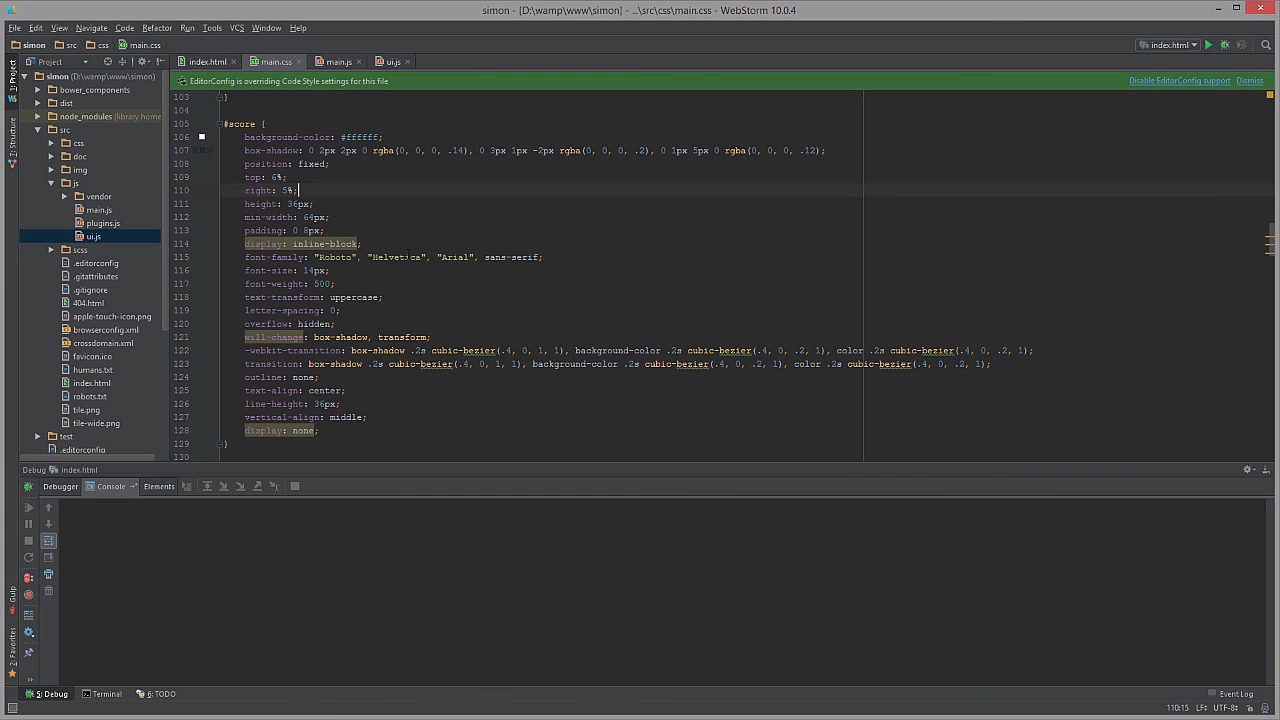 simon - [D:\wamp\www\simon] - ...\src\css\main.css - WebStorm 10.0.4
File Edit View Navigate Code Refactor Run Tools VCS Window Help
simon src css main.css index.html
1: Project
Project
index.html main.css main.js ui.js
EditorConfig is overriding Code Style settings for this file Disable EditorConfig support Dismiss
simon (D:\wamp\www\simon)
bower_components
dist
node_modules (library home
src
css
doc
img
js
vendor
main.js
plugins.js
ui.js
scss
.editorconfig
.gitattributes
.gitignore
404.html
apple-touch-icon.png
browserconfig.xml
crossdomain.xml
favicon.ico
humans.txt
index.html
robots.txt
tile.png
tile-wide.png
test
.editorconfig
Z: Structure
103 }
104
105 #score {
106 background-color: #ffffff;
107 box-shadow: 0 2px 2px 0 rgba(0, 0, 0, .14), 0 3px 1px -2px rgba(0, 0, 0, .2), 0 1px 5px 0 rgba(0, 0, 0, .12);
108 position: fixed;
109 top: 6%;
110 right: 5%;
111 height: 36px;
112 min-width: 64px;
113 padding: 0 8px;
114 display: inline-block;
115 font-family: "Roboto", "Helvetica", "Arial", sans-serif;
116 font-size: 14px;
117 font-weight: 500;
118 text-transform: uppercase;
119 letter-spacing: 0;
120 overflow: hidden;
121 will-change: box-shadow, transform;
122 -webkit-transition: box-shadow .2s cubic-bezier(.4, 0, 1, 1), background-color .2s cubic-bezier(.4, 0, .2, 1), color .2s cubic-bezier(.4, 0, .2, 1);
123 transition: box-shadow .2s cubic-bezier(.4, 0, 1, 1), background-color .2s cubic-bezier(.4, 0, .2, 1), color .2s cubic-bezier(.4, 0, .2, 1);
124 outline: none;
125 text-align: center;
126 line-height: 36px;
127 vertical-align: middle;
128 display: none;
129 }
130
Debug index.html
Debugger Console Elements
Gulp
2: Favorites
5: Debug Terminal 6: TODO Event Log
110:15 LF UTF-8